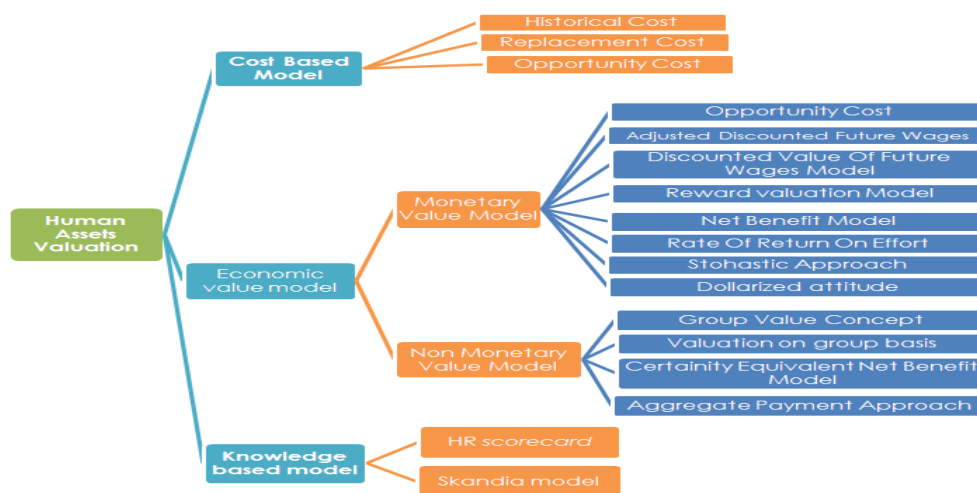 Historical Cost
Replacement Cost
Opportunity Cost
Cost Based
Model
Opportunity Cost
Adjusted Discounted Future Wages
Discounted Value Of Future
Wages Model
Reward valuation Model
Net Benefit Model
Rate Of Return On Effort
Stohastic Approach
Dollarized attitude
Monetary
Value Model
Human
Assets
Valuation
Economic
value model
Group Value Concept
Valuation on group basis
Certainity Equivalent Net Benefit
Model
Aggregate Payment Approach
Non Monetary
Value Model
Knowledge
based model
HR scorecard
Skandia model